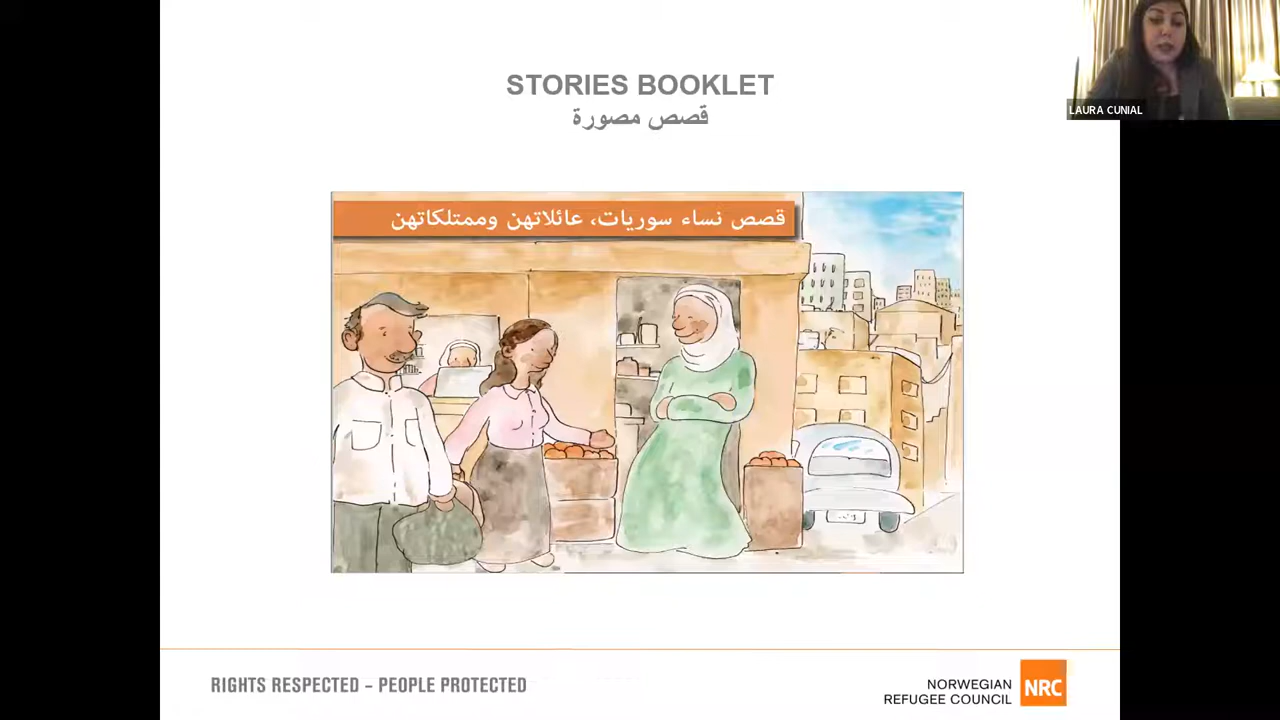 STORIES BOOKLET
قصص مصورة
LAURA CUNIAL
قصص نساء سوريات، عائلاتهن وممتلكاتهن
RIGHTS RESPECTED – PEOPLE PROTECTED
NORWEGIAN
REFUGEE COUNCIL
NRC